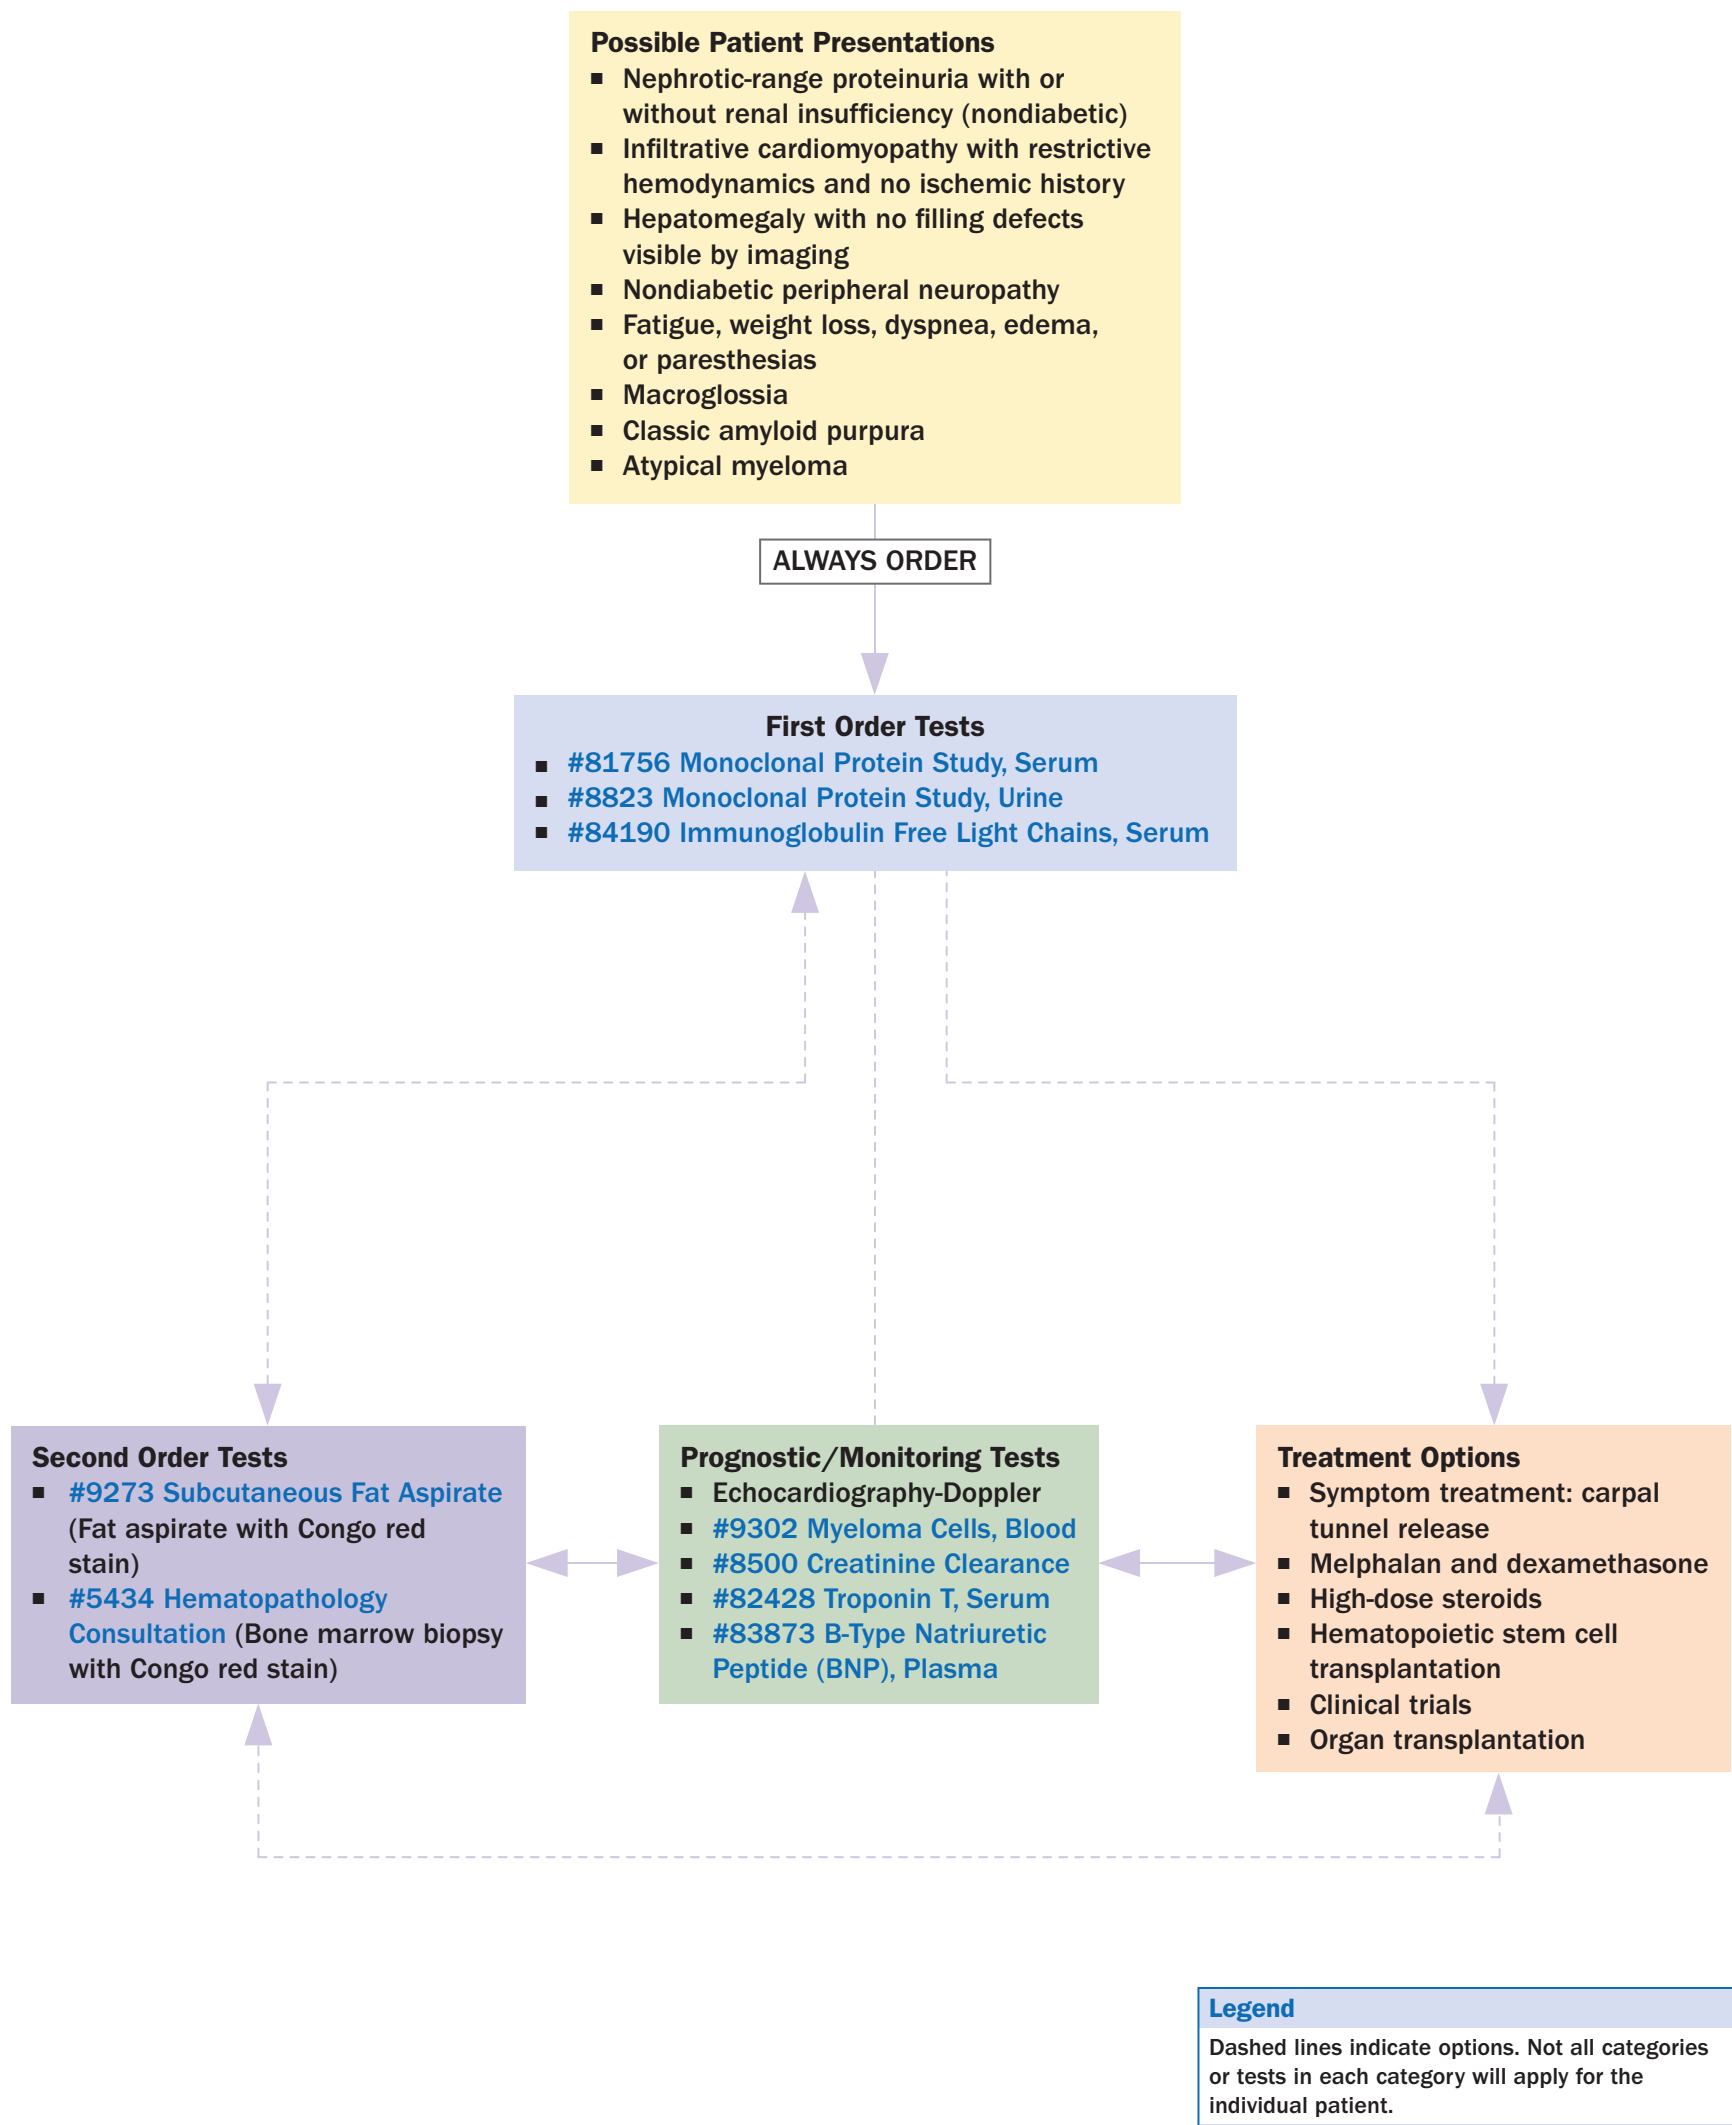 Possible Patient Presentations
■ Nephrotic-range proteinuria with or
without renal insufficiency (nondiabetic)
■ Infiltrative cardiomyopathy with restrictive
hemodynamics and no ischemic history
■ Hepatomegaly with no filling defects
visible by imaging
■ Nondiabetic peripheral neuropathy
■ Fatigue, weight loss, dyspnea, edema,
or paresthesias
■ Macroglossia
■ Classic amyloid purpura
■ Atypical myeloma
ALWAYS ORDER
First Order Tests
■ #81756 Monoclonal Protein Study, Serum
■ #8823 Monoclonal Protein Study, Urine
■ #84190 Immunoglobulin Free Light Chains, Serum
Second Order Tests
■ #9273 Subcutaneous Fat Aspirate
(Fat aspirate with Congo red
stain)
■ #5434 Hematopathology
Consultation (Bone marrow biopsy
with Congo red stain)
Prognostic/Monitoring Tests
■ Echocardiography-Doppler
■ #9302 Myeloma Cells, Blood
■ #8500 Creatinine Clearance
■ #82428 Troponin T, Serum
■ #83873 B-Type Natriuretic
Peptide (BNP), Plasma
Treatment Options
■ Symptom treatment: carpal
tunnel release
■ Melphalan and dexamethasone
■ High-dose steroids
■ Hematopoietic stem cell
transplantation
■ Clinical trials
■ Organ transplantation
Legend
Dashed lines indicate options. Not all categories
or tests in each category will apply for the
individual patient.